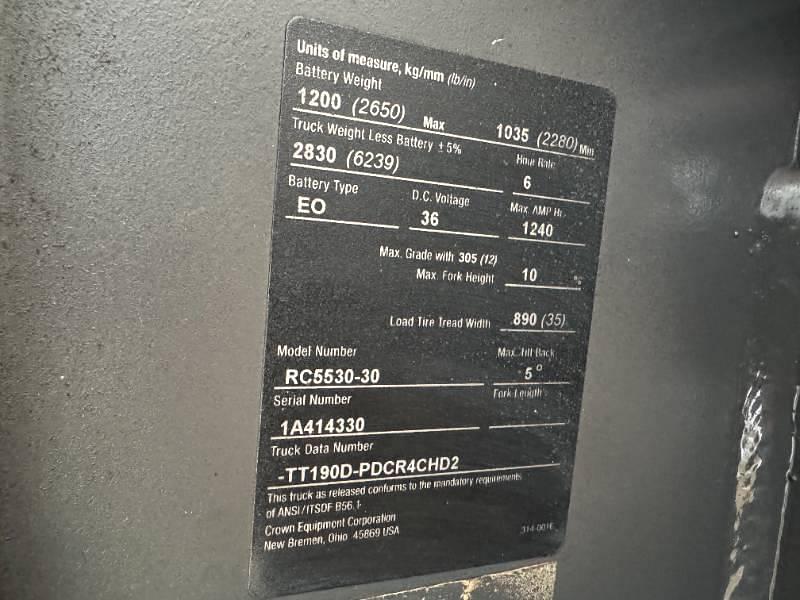 Units of measure, kg/mm (lb/in)
Battery Weight
1200 (2650) Max 1035 (2280) Min
Truck Weight Less Battery ±5% Hour Rate
2830 (6239) 6
Battery Type D.C. Voltage Max. AMP Hr.
EO 36 1240
Max. Grade with 305 (12)
Max. Fork Height 10 %
Load Tire Tread Width 890 (35)
Model Number Max. Tilt Back
RC5530-30 5°
Serial Number Fork Length
1A414330
Truck Data Number
-TT190D-PDCR4CHD2
This truck as released conforms to the mandatory requirements
of ANSI/ITSDF B56.1
Crown Equipment Corporation
New Bremen, Ohio 45869 USA